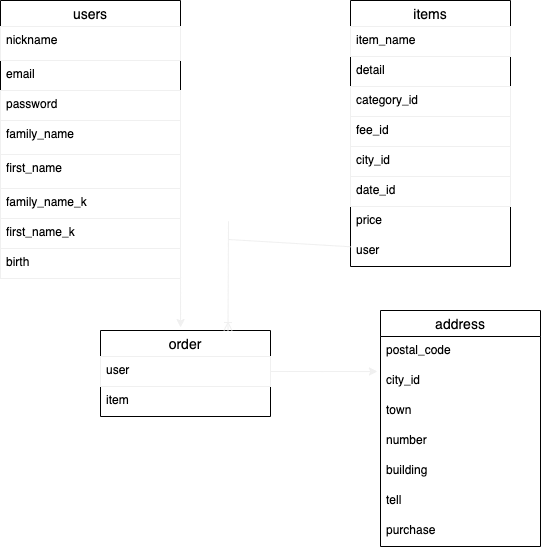 users
nickname
email
password
family_name
first_name
family_name_k
first_name_k
birth
items
item_name
detail
category_id
fee_id
city_id
date_id
price
user
order
user
item
address
postal_code
city_id
town
number
building
tell
purchase